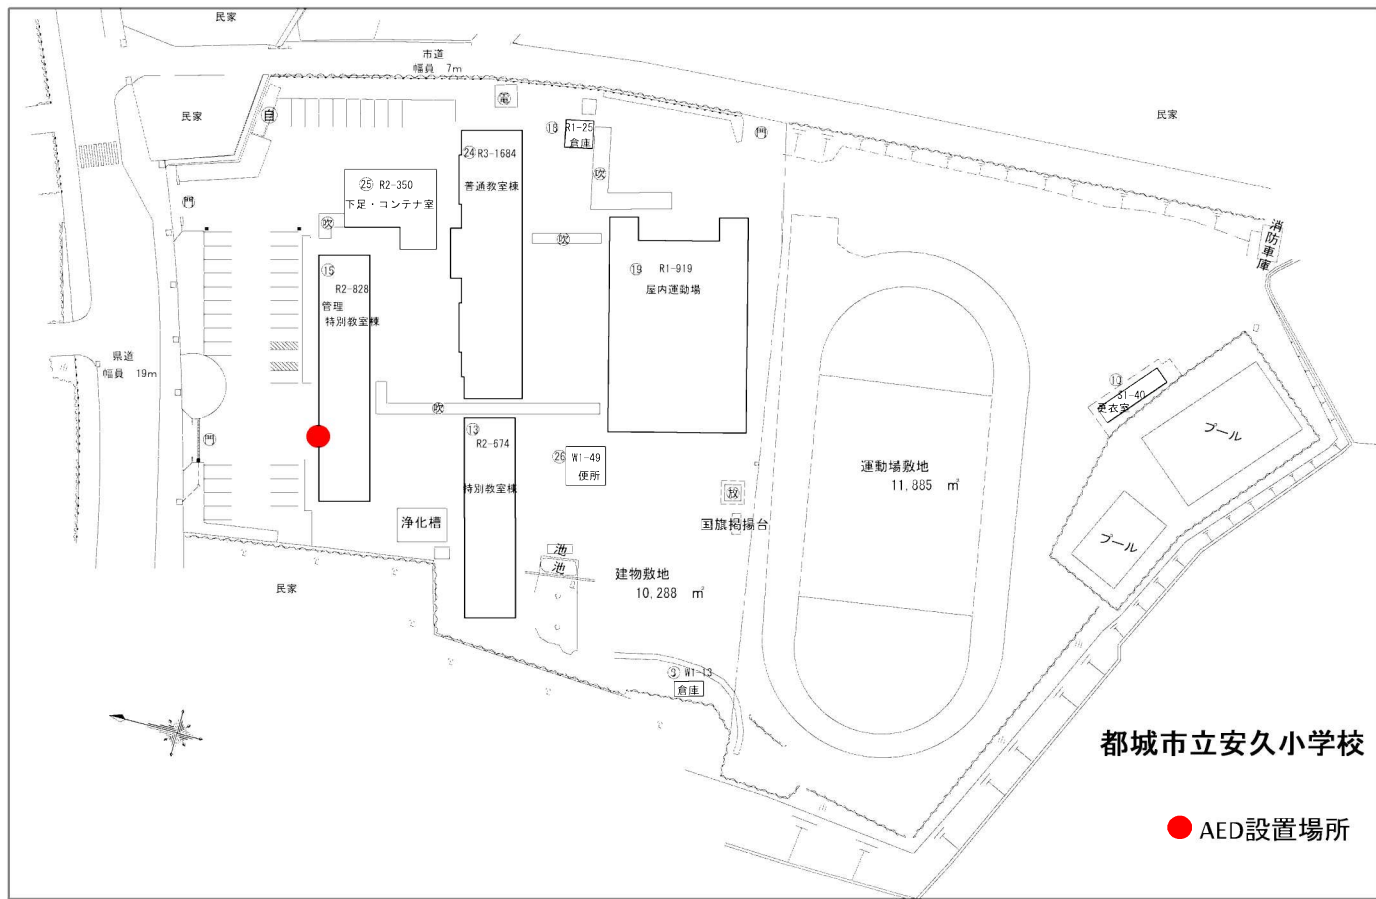 民家
市道
幅員 7m
民家
民家
電
自
⑱ R1-25
倉庫
門
㉔ R3-1684
普通教室棟
㉕ R2-350
下足・コンテナ室
吹
吹
吹
門
消防車庫
⑮
R2-828
管理
特別教室棟
⑲ R1-919
屋内運動場
県道
幅員 19m
⑩
S1-40
更衣室
プール
吹
門
⑬
R2-674
特別教室棟
㉖ W1-49
便所
運動場敷地
11,885 ㎡
国旗掲揚台
浄化槽
プール
池
池
建物敷地
10,288 ㎡
民家
⑨ W1-13
倉庫
都城市立安久小学校
AED設置場所